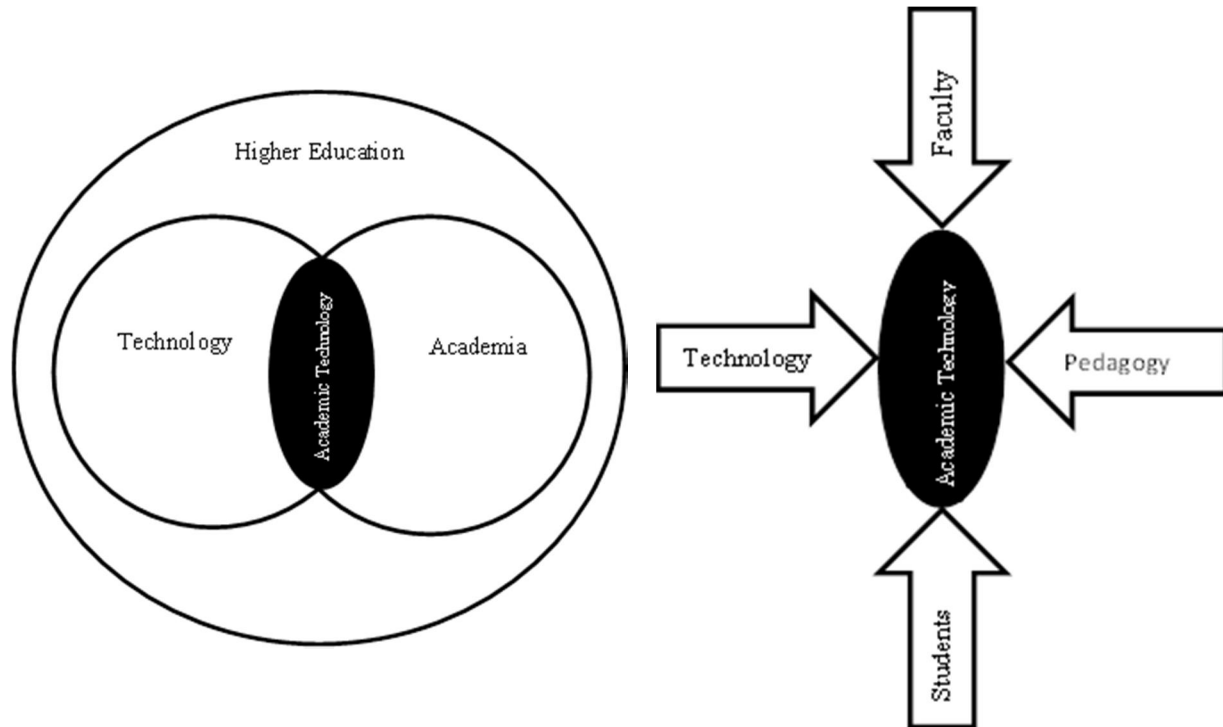 Higher Education
Technology
Academic Technology
Academia
Faculty
Technology
Academic Technology
Pedagogy
Students